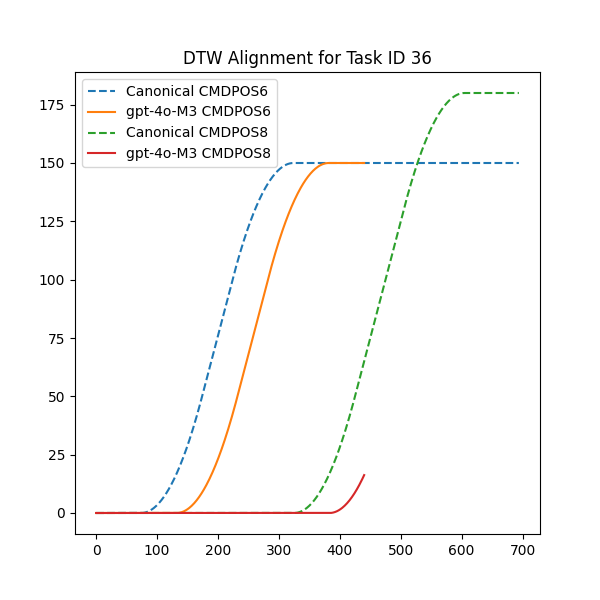 DTW Alignment for Task ID 36
Canonical CMDPOS6
gpt-4o-M3 CMDPOS6
Canonical CMDPOS8
gpt-4o-M3 CMDPOS8
175
150
125
100
75
50
25
0
0 100 200 300 400 500 600 700